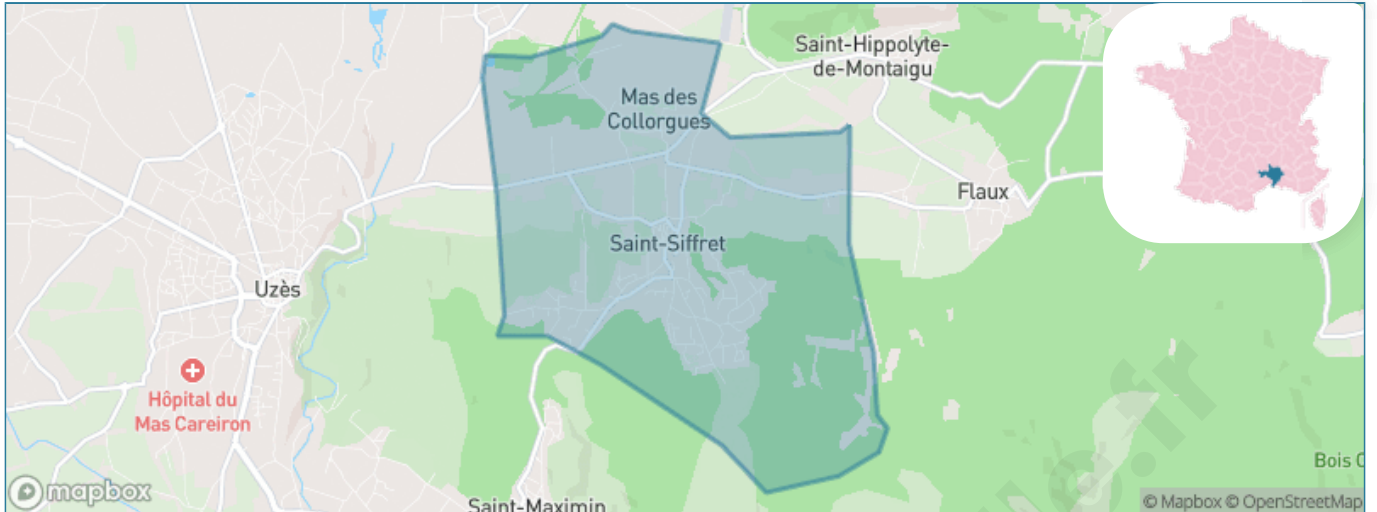 Saint-Hippolyte-
de-Montaigu
Mas des
Collorgues
Flaux
Saint-Siffret
Uzès
Hôpital du
Mas Careiron
Bois
Saint-Maximin
mapbox
© Mapbox © OpenStreetMap